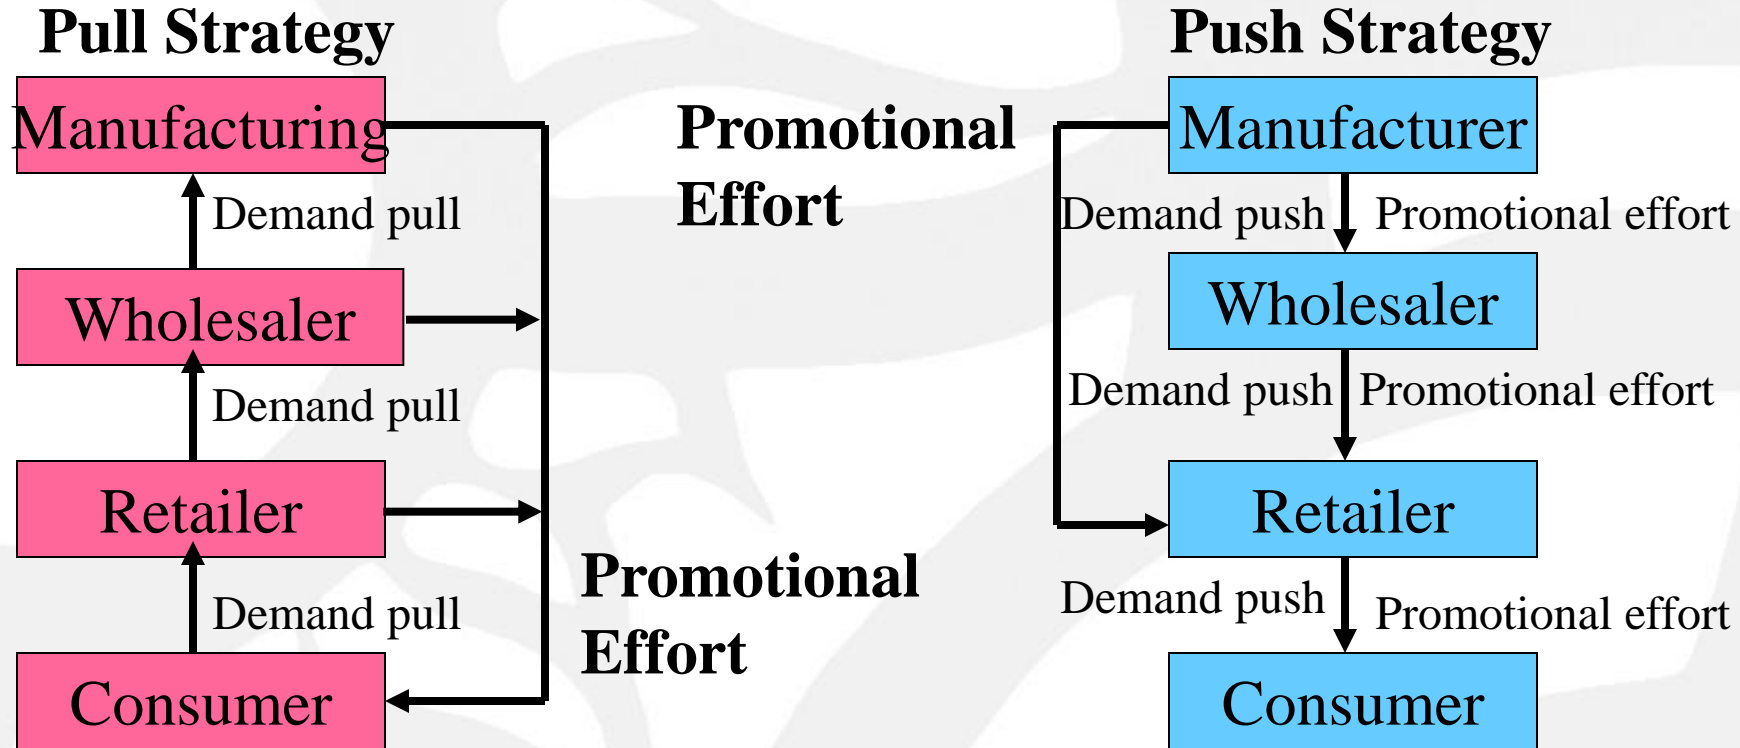 Pull Strategy
Manufacturing
Demand pull
Wholesaler
Demand pull
Retailer
Demand pull
Consumer
Promotional
Effort
Promotional
Effort
Push Strategy
Manufacturer
Demand push Promotional effort
Wholesaler
Demand push Promotional effort
Retailer
Demand push Promotional effort
Consumer